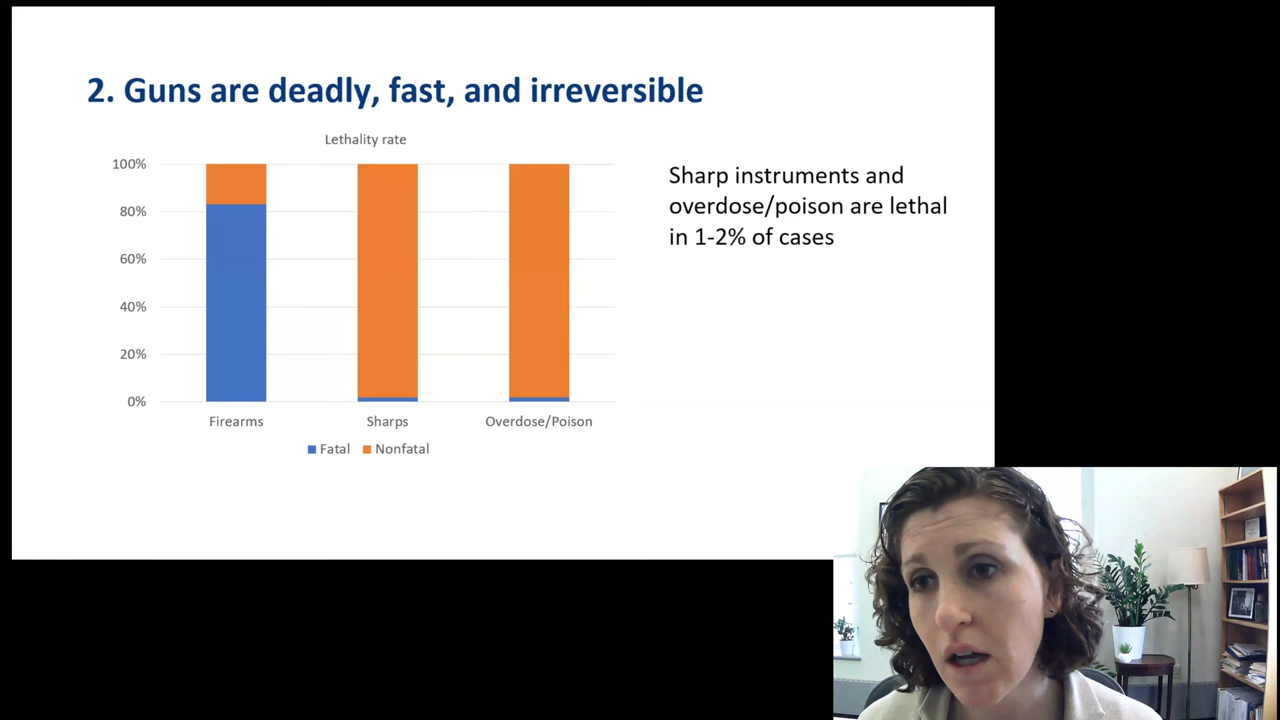 2. Guns are deadly, fast, and irreversible
Lethality rate
100%
80%
60%
40%
20%
0%
Firearms
Sharps
Overdose/Poison
Fatal
Nonfatal
Sharp instruments and
overdose/poison are lethal
in 1-2% of cases